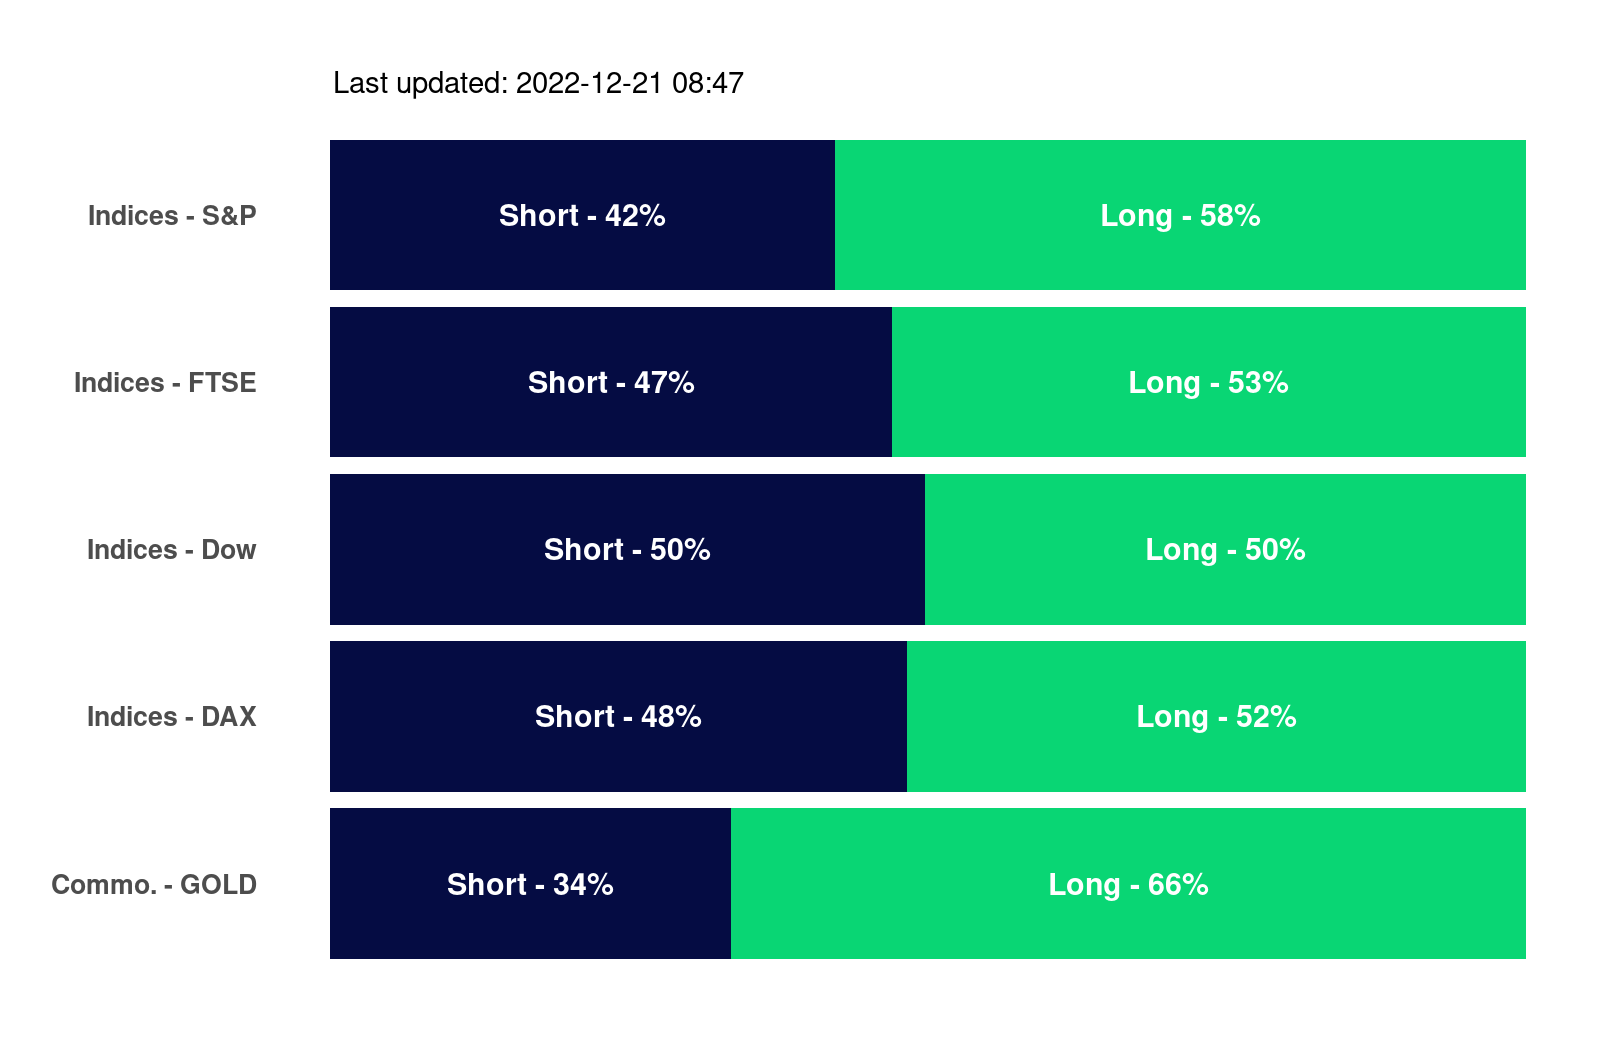 Last updated: 2022-12-21 08:47
Indices - S&P Short - 42% Long - 58%
Indices - FTSE Short - 47% Long - 53%
Indices - Dow Short - 50% Long - 50%
Indices - DAX Short - 48% Long - 52%
Commo. - GOLD Short - 34% Long - 66%